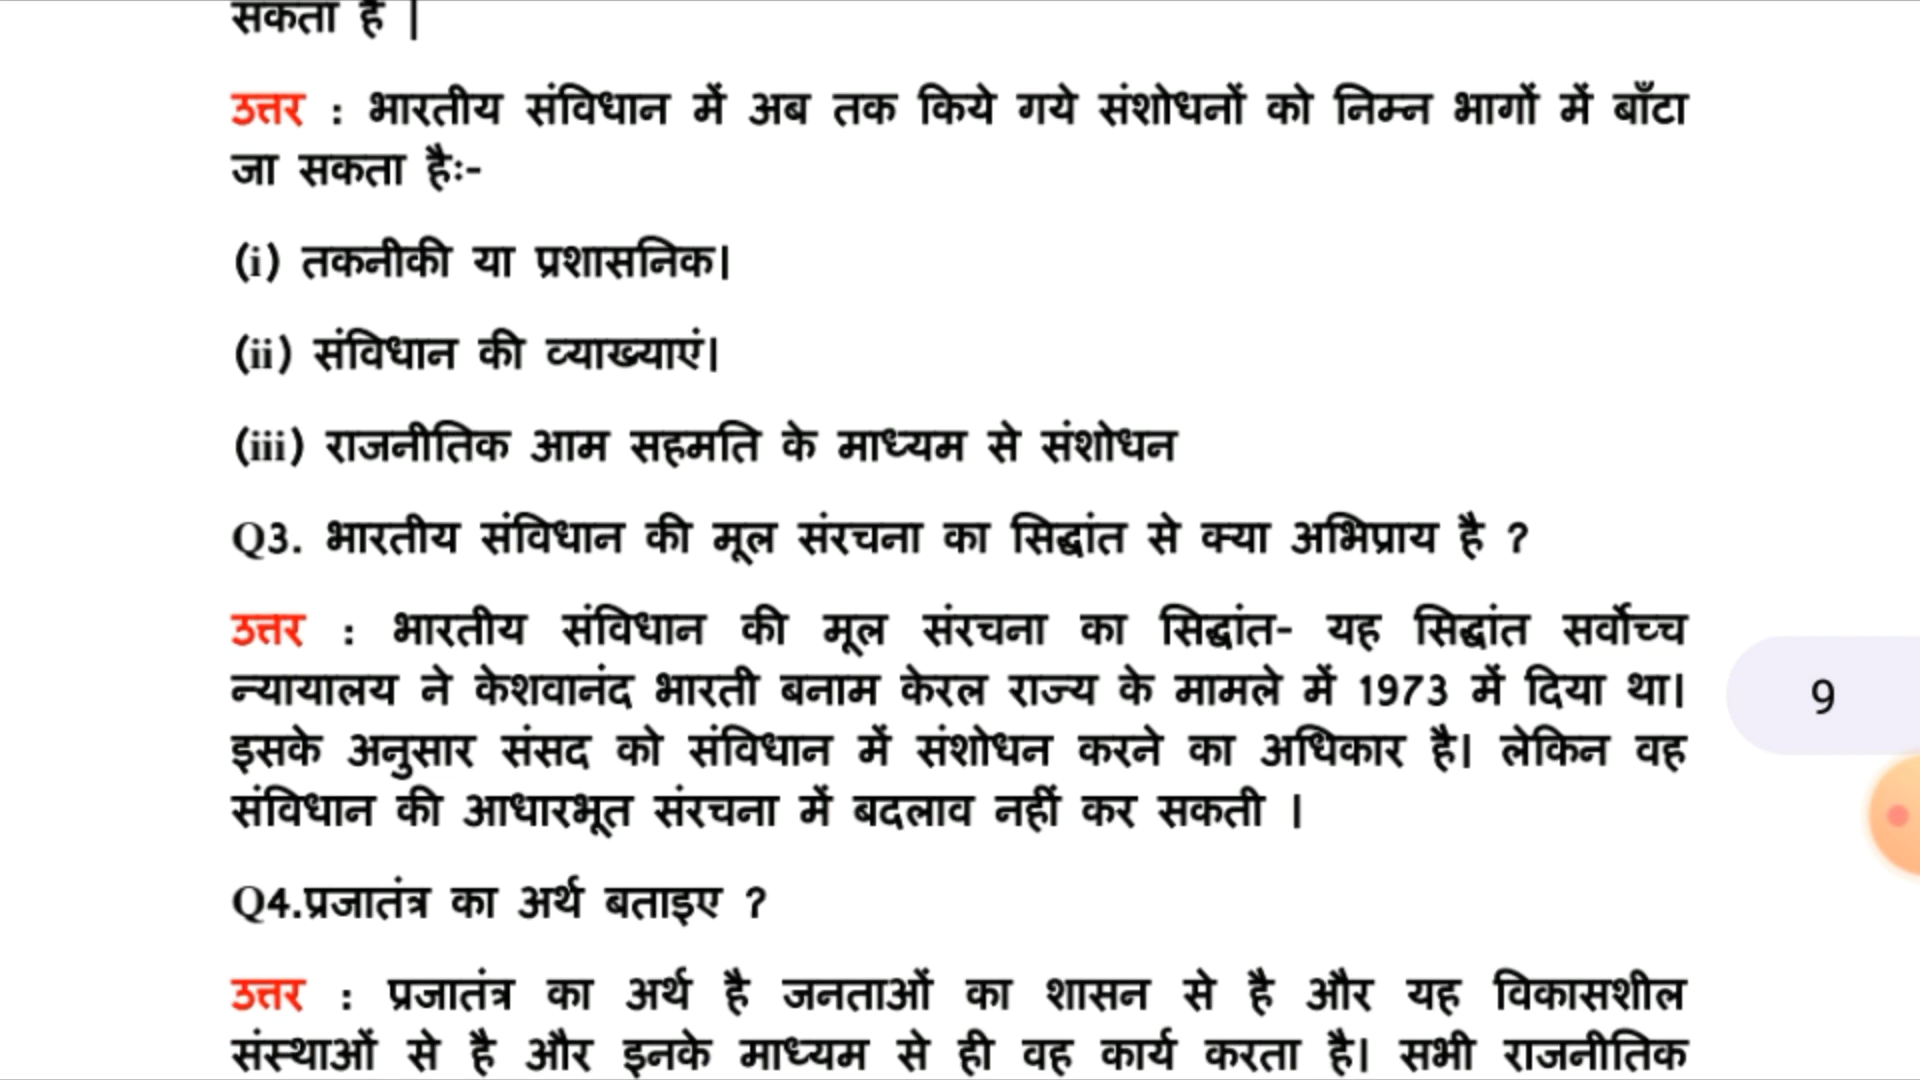 सकता है |
उत्तर : भारतीय संविधान में अब तक किये गये संशोधनों को निम्न भागों में बाँटा
जा सकता हैः-
(i) तकनीकी या प्रशासनिक।
(ii) संविधान की व्याख्याएं।
(iii) राजनीतिक आम सहमति के माध्यम से संशोधन
Q3. भारतीय संविधान की मूल संरचना का सिद्धांत से क्या अभिप्राय है ?
उत्तर : भारतीय संविधान की मूल संरचना का सिद्धांत- यह सिद्धांत सर्वोच्च
न्यायालय ने केशवानंद भारती बनाम केरल राज्य के मामले में 1973 में दिया था।
इसके अनुसार संसद को संविधान में संशोधन करने का अधिकार है। लेकिन वह
संविधान की आधारभूत संरचना में बदलाव नहीं कर सकती ।
Q4.प्रजातंत्र का अर्थ बताइए ?
उत्तर : प्रजातंत्र का अर्थ है जनताओं का शासन से है और यह विकासशील
संस्थाओं से है और इनके माध्यम से ही वह कार्य करता है। सभी राजनीतिक
9